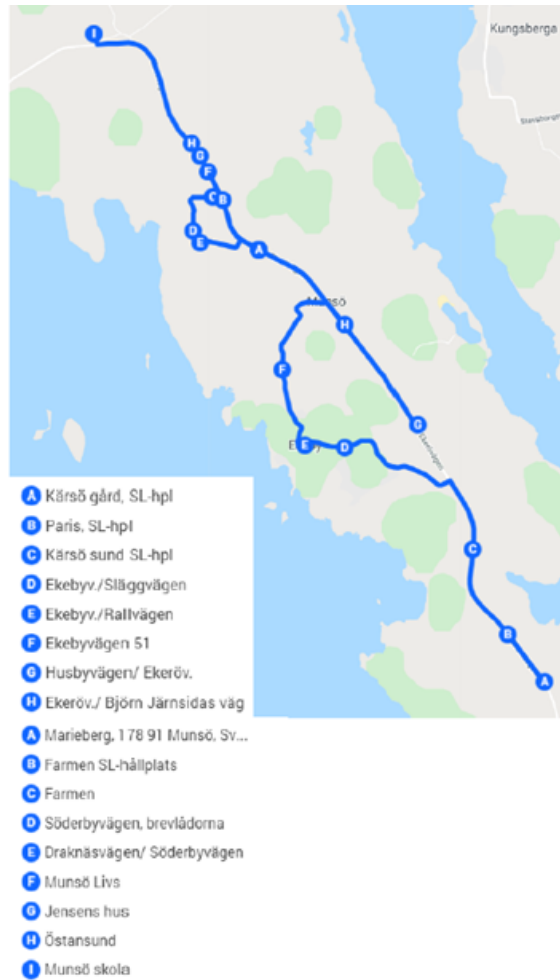 Kungsberga
I
H
G
F
C
B
D
E
A
Munsö
H
F
G
E
D
Ekerövägen
C
B
A
A Kärsö gård, SL-hpl
B Paris, SL-hpl
C Kärsö sund SL-hpl
D Ekebyv./Släggvägen
E Ekebyv./Rallvägen
F Ekebyvägen 51
G Husbyvägen/ Ekeröv.
H Ekeröv./ Björn Järnsidas väg
A Marieberg, 178 91 Munsö, Sv...
B Farmen SL-hållplats
C Farmen
D Söderbyvägen, brevlådorna
E Draknäsvägen/ Söderbyvägen
F Munsö Livs
G Jensens hus
H Östansund
I Munsö skola